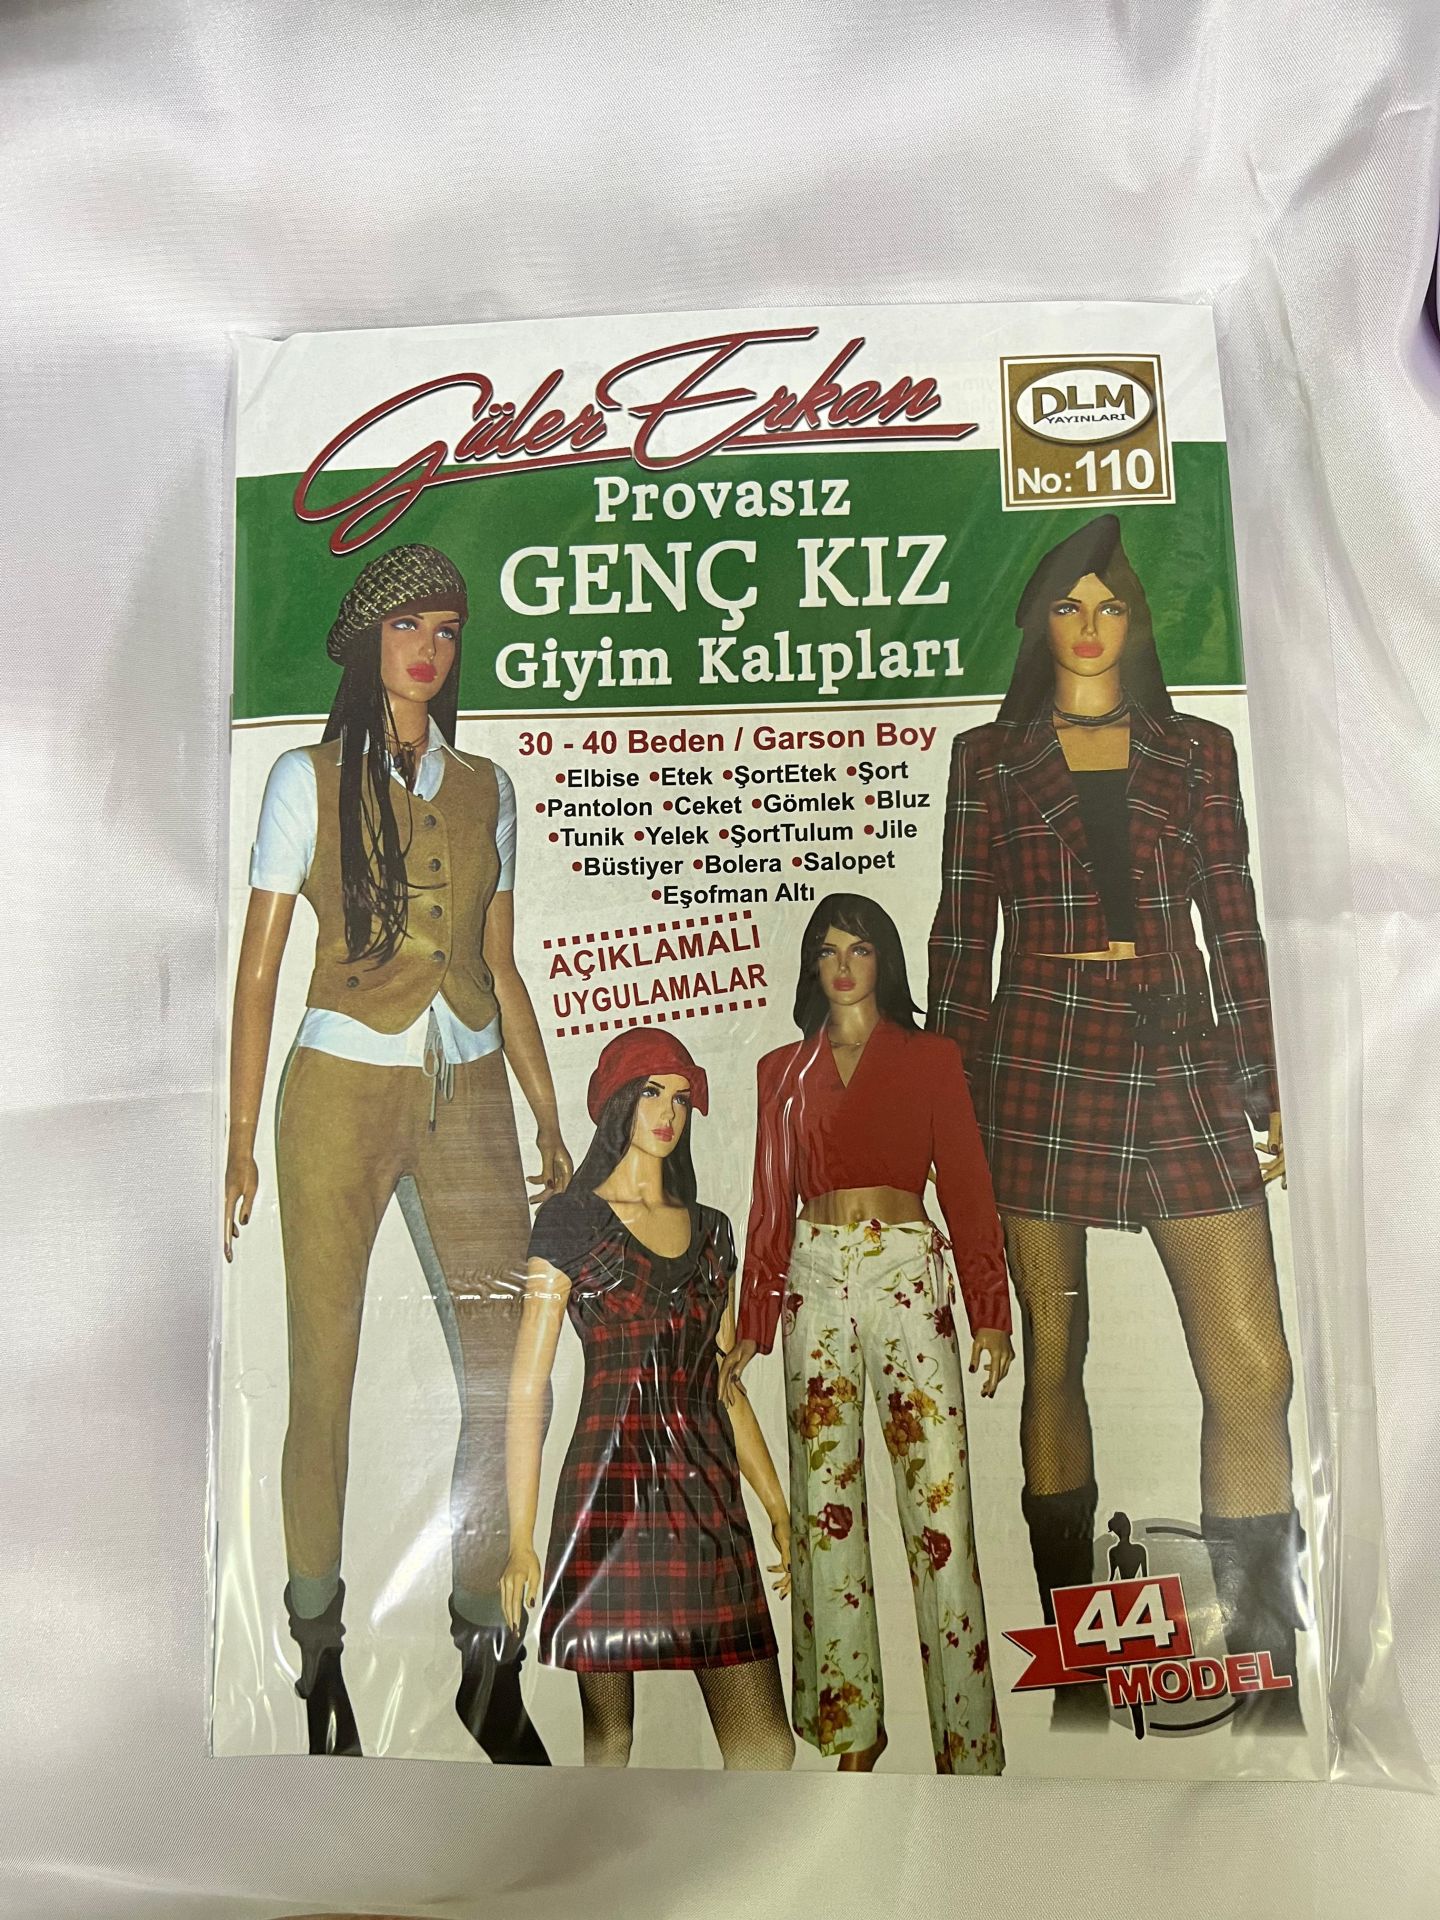 Güler Erkan
DLM
YAYINLARI
No: 110
Provasız
GENÇ KIZ
Giyim Kalıpları
30 - 40 Beden / Garson Boy
•Elbise •Etek •ŞortEtek •Şort
•Pantolon •Ceket •Gömlek •Bluz
•Tunik •Yelek •ŞortTulum •Jile
•Büstiyer •Bolera •Salopet
•Eşofman Altı
AÇIKLAMALI
UYGULAMALAR
44
MODEL